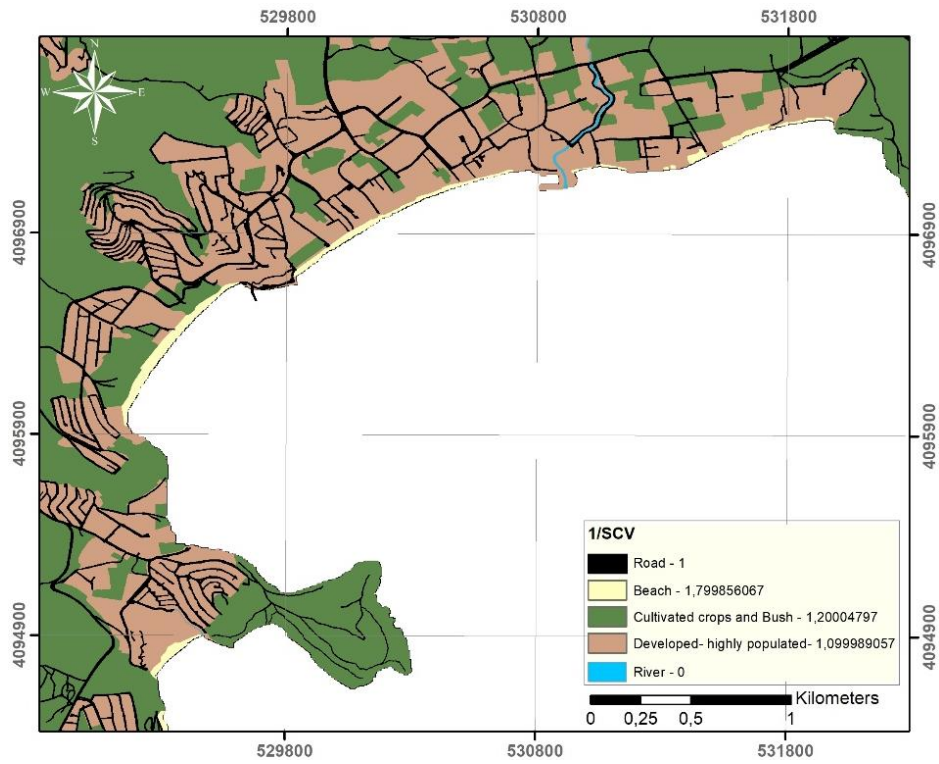 529800 530800 531800
N
W E
S
4096900 4096900
4095900 4095900
1/SCV
Road - 1
Beach - 1,799856067
Cultivated crops and Bush - 1,20004797
Developed- highly populated- 1,099989057
River - 0
4094900 4094900
Kilometers
0 0,25 0,5 1
529800 530800 531800